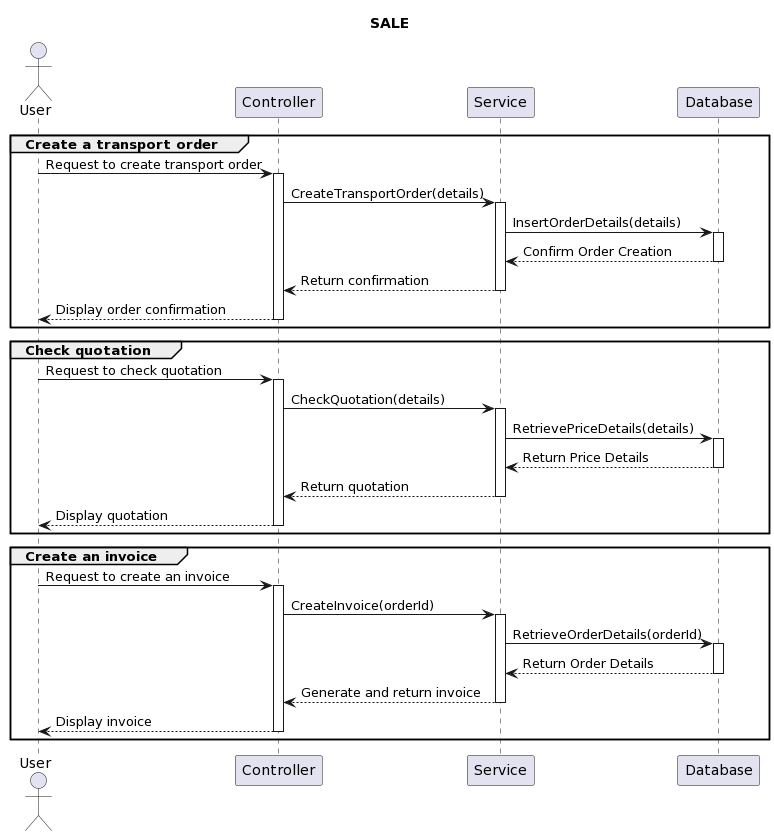 SALE
User
Controller
Service
Database
Create a transport order
Request to create transport order
CreateTransportOrder(details)
InsertOrderDetails(details)
Confirm Order Creation
Return confirmation
Display order confirmation
Check quotation
Request to check quotation
CheckQuotation(details)
RetrievePriceDetails(details)
Return Price Details
Return quotation
Display quotation
Create an invoice
Request to create an invoice
CreateInvoice(orderId)
RetrieveOrderDetails(orderId)
Return Order Details
Generate and return invoice
Display invoice
User
Controller
Service
Database